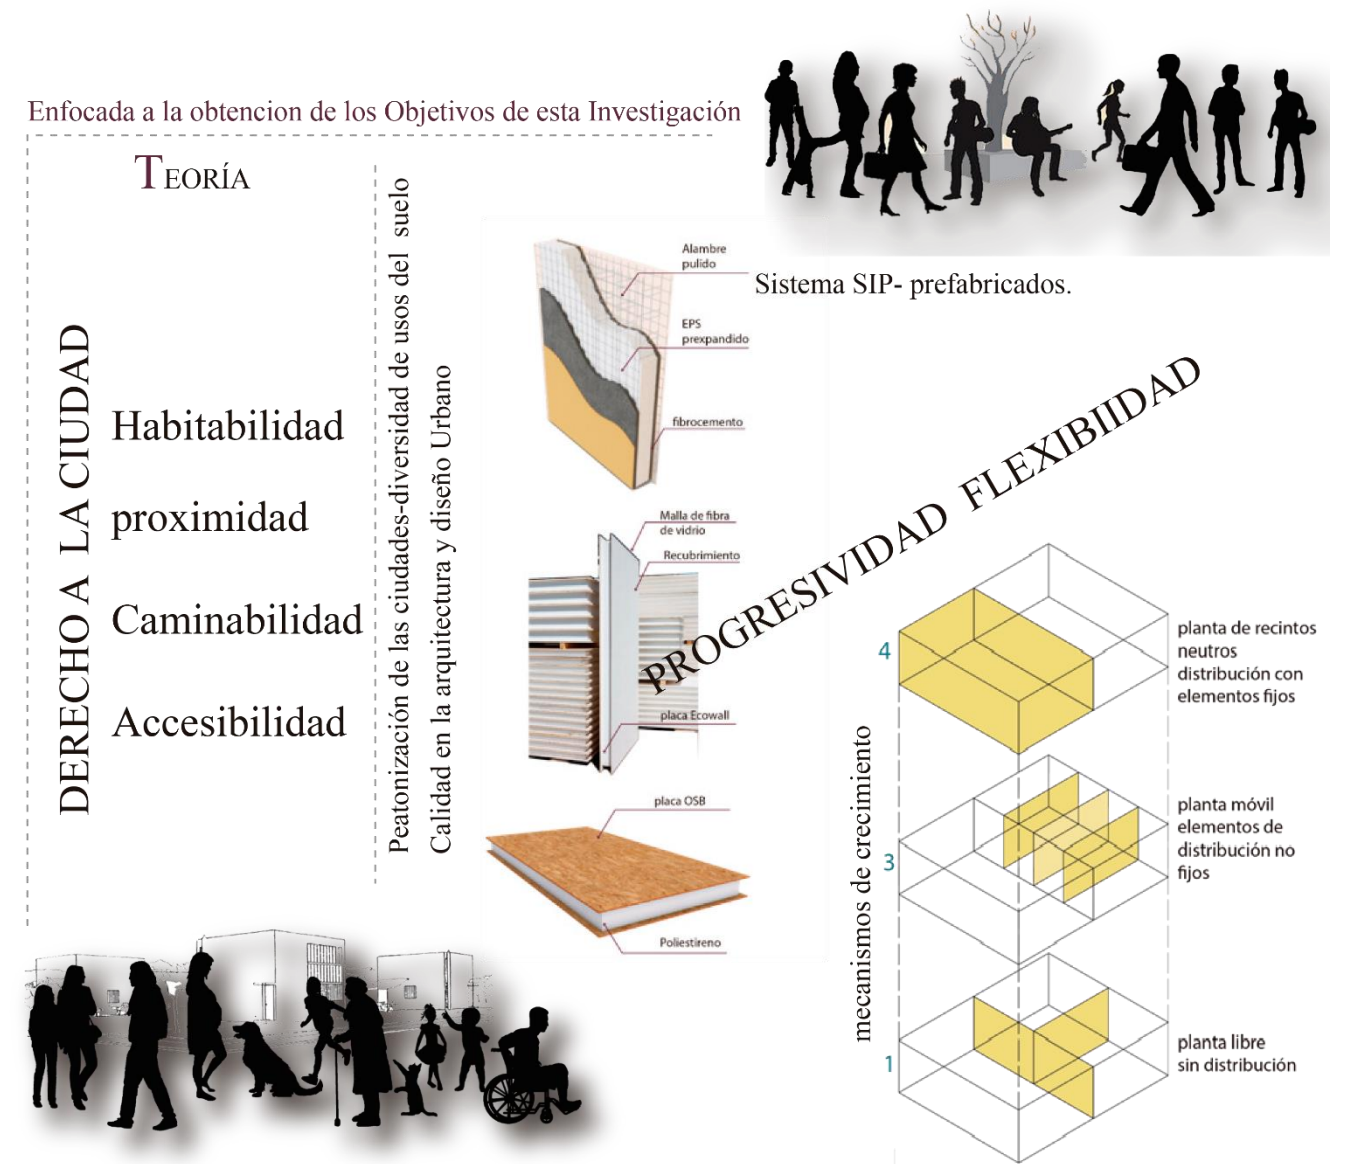 Enfocada a la obtencion de los Objetivos de esta Investigación
TEORÍA
DERECHO A LA CIUDAD
Habitabilidad
proximidad
Caminabilidad
Accesibilidad
Peatonización de las ciudades-diversidad de usos del suelo
Calidad en la arquitectura y diseño Urbano
Sistema SIP- prefabricados.
Alambre
pulido
EPS
prexpandido
fibrocemento
Malla de fibra
de vidrio
Recubrimiento
placa Ecowall
placa OSB
Poliestireno
PROGRESIVIDAD FLEXIBIIDAD
mecanismos de crecimiento
4
planta de recintos
neutros
distribución con
elementos fijos
3
planta móvil
elementos de
distribución no
fijos
1
planta libre
sin distribución